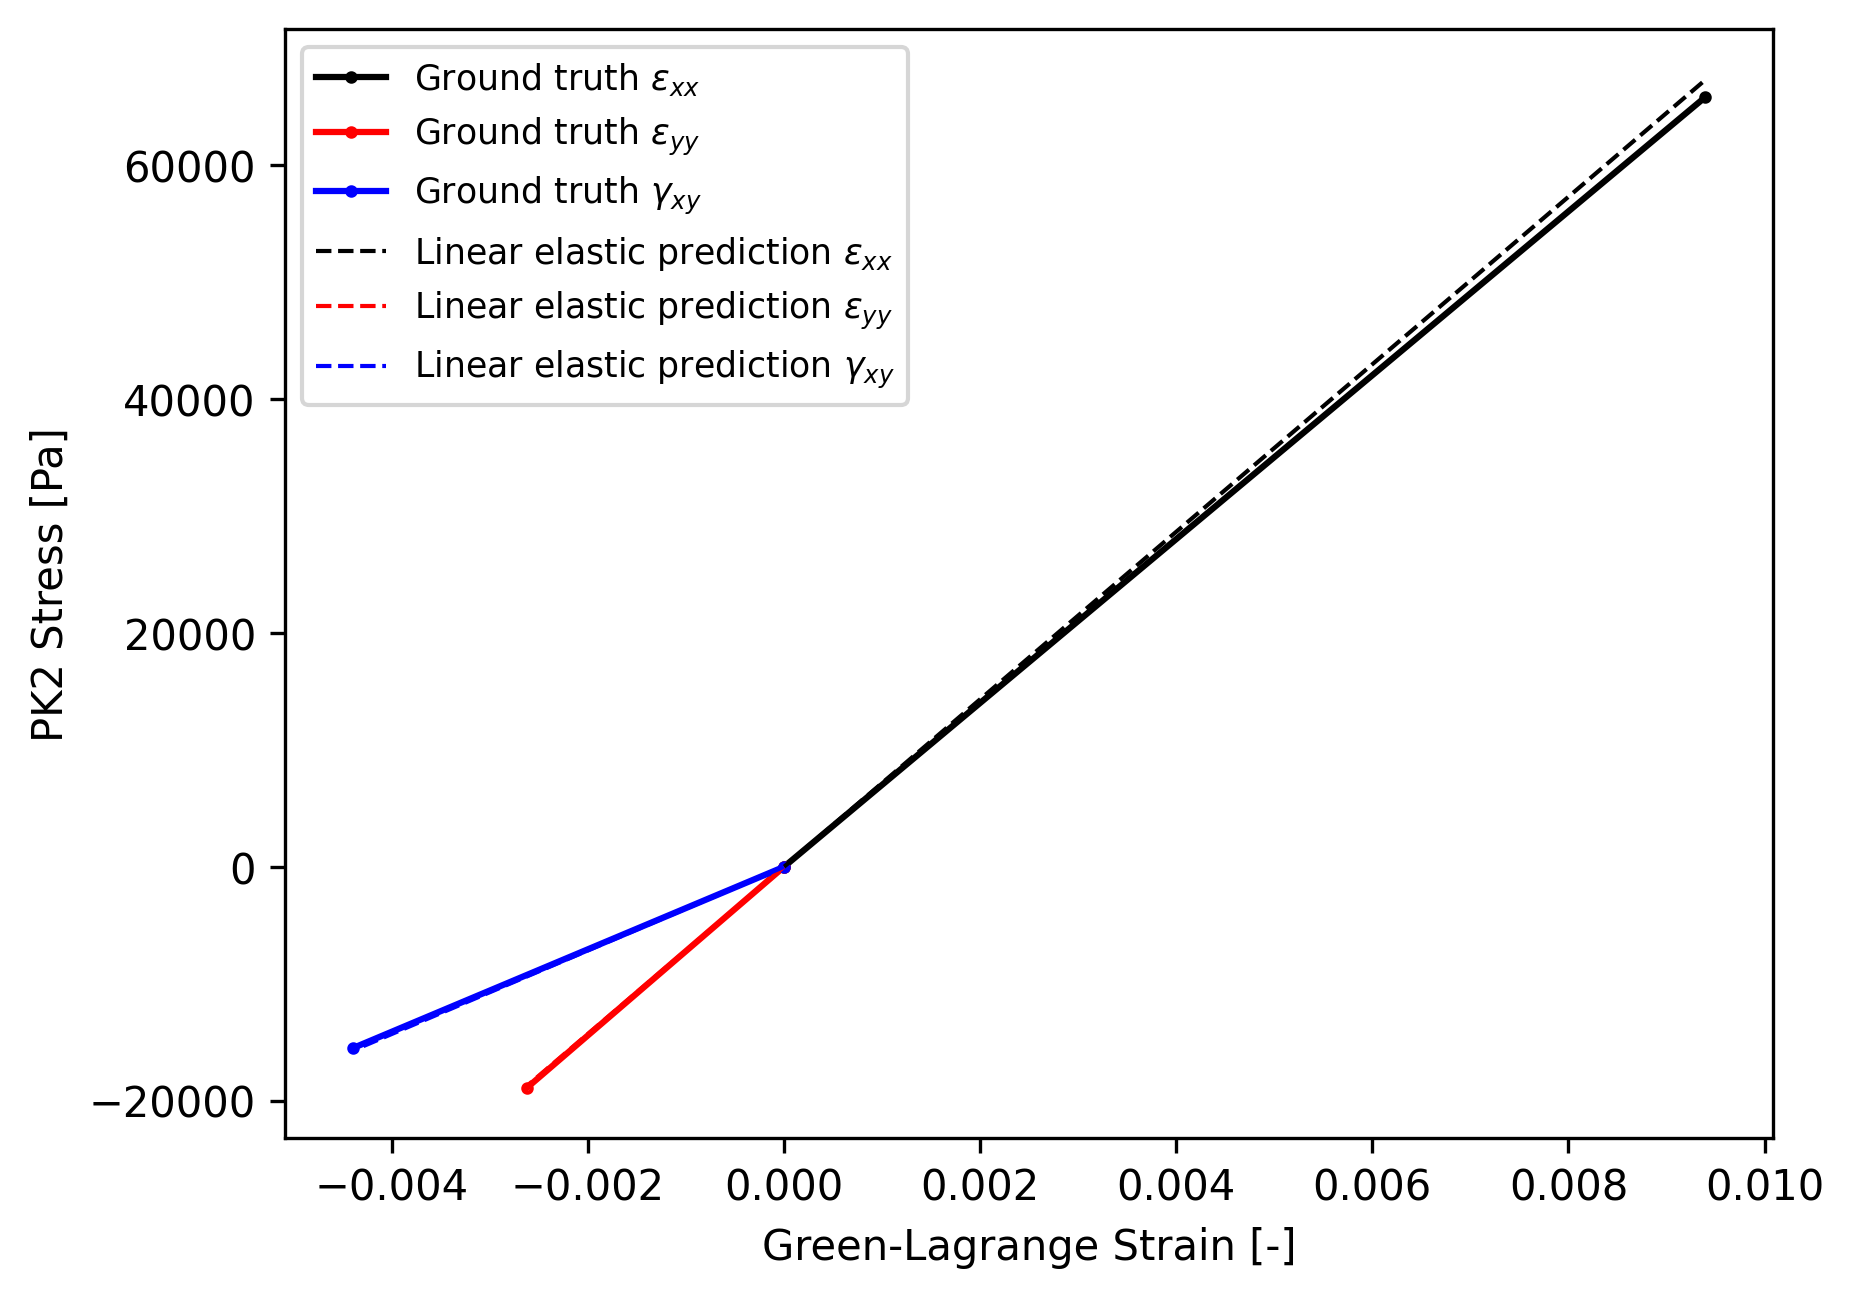 Ground truth εxx
Ground truth εyy
Ground truth γxy
Linear elastic prediction εxx
Linear elastic prediction εyy
Linear elastic prediction γxy
60000
40000
20000
0
−20000
PK2 Stress [Pa]
−0.004 −0.002 0.000 0.002 0.004 0.006 0.008 0.010
Green-Lagrange Strain [-]